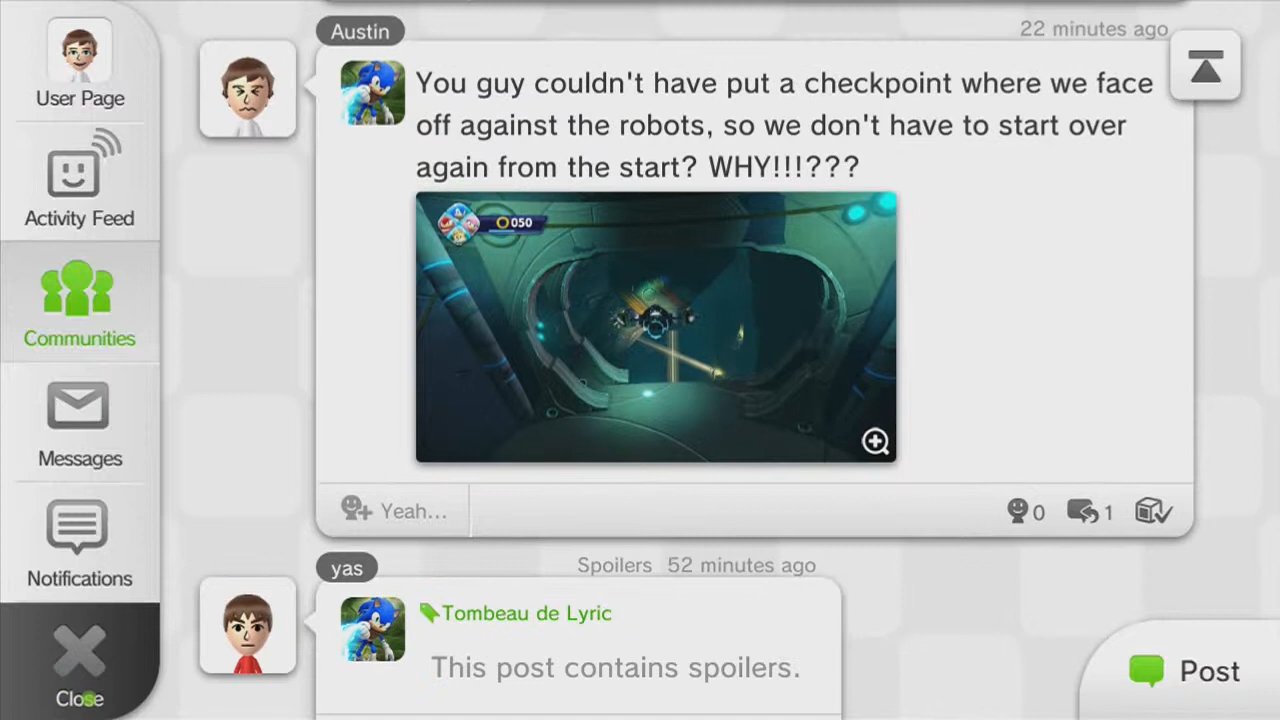 Austin
22 minutes ago
User Page
You guy couldn't have put a checkpoint where we face
off against the robots, so we don't have to start over
again from the start? WHY!!!???
050
Activity Feed
Communities
Messages
Notifications
Close
Yeah...
0
1
yas
Spoilers 52 minutes ago
Tombeau de Lyric
This post contains spoilers.
Post